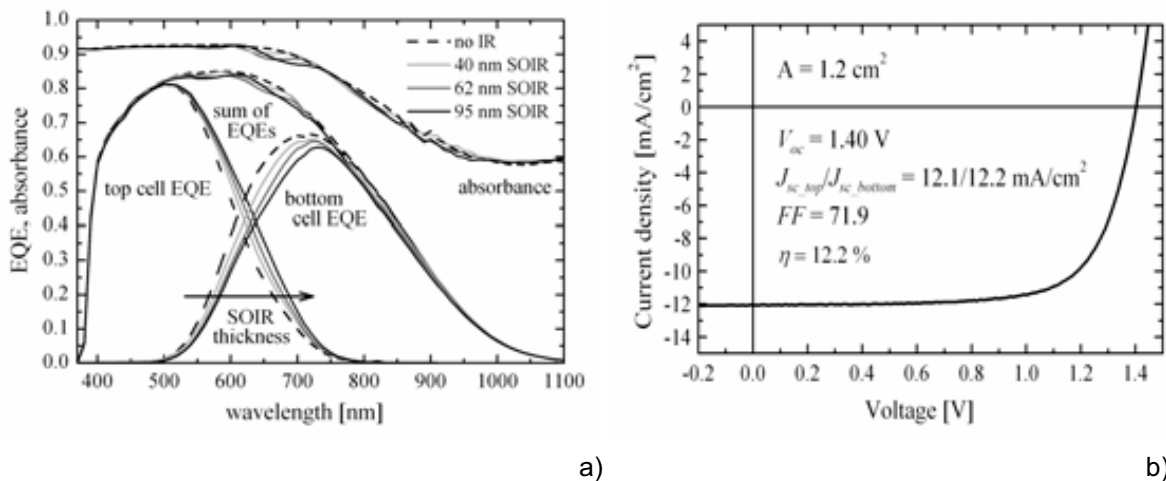 1.0
0.9
0.8
0.7
0.6
0.5
0.4
0.3
0.2
0.1
0.0
EQE, absorbance
no IR
40 nm SOIR
62 nm SOIR
95 nm SOIR
sum of
EQEs
top cell EQE
bottom
cell EQE
absorbance
SOIR
thickness
400 500 600 700 800 900 1000 1100
wavelength [nm]
a)
4
2
0
-2
-4
-6
-8
-10
-12
-14
Current density [mA/cm²]
A = 1.2 cm²
V_oc = 1.40 V
J_sc_top/J_sc_bottom = 12.1/12.2 mA/cm²
FF = 71.9
η = 12.2 %
-0.2 0.0 0.2 0.4 0.6 0.8 1.0 1.2 1.4
Voltage [V]
b)